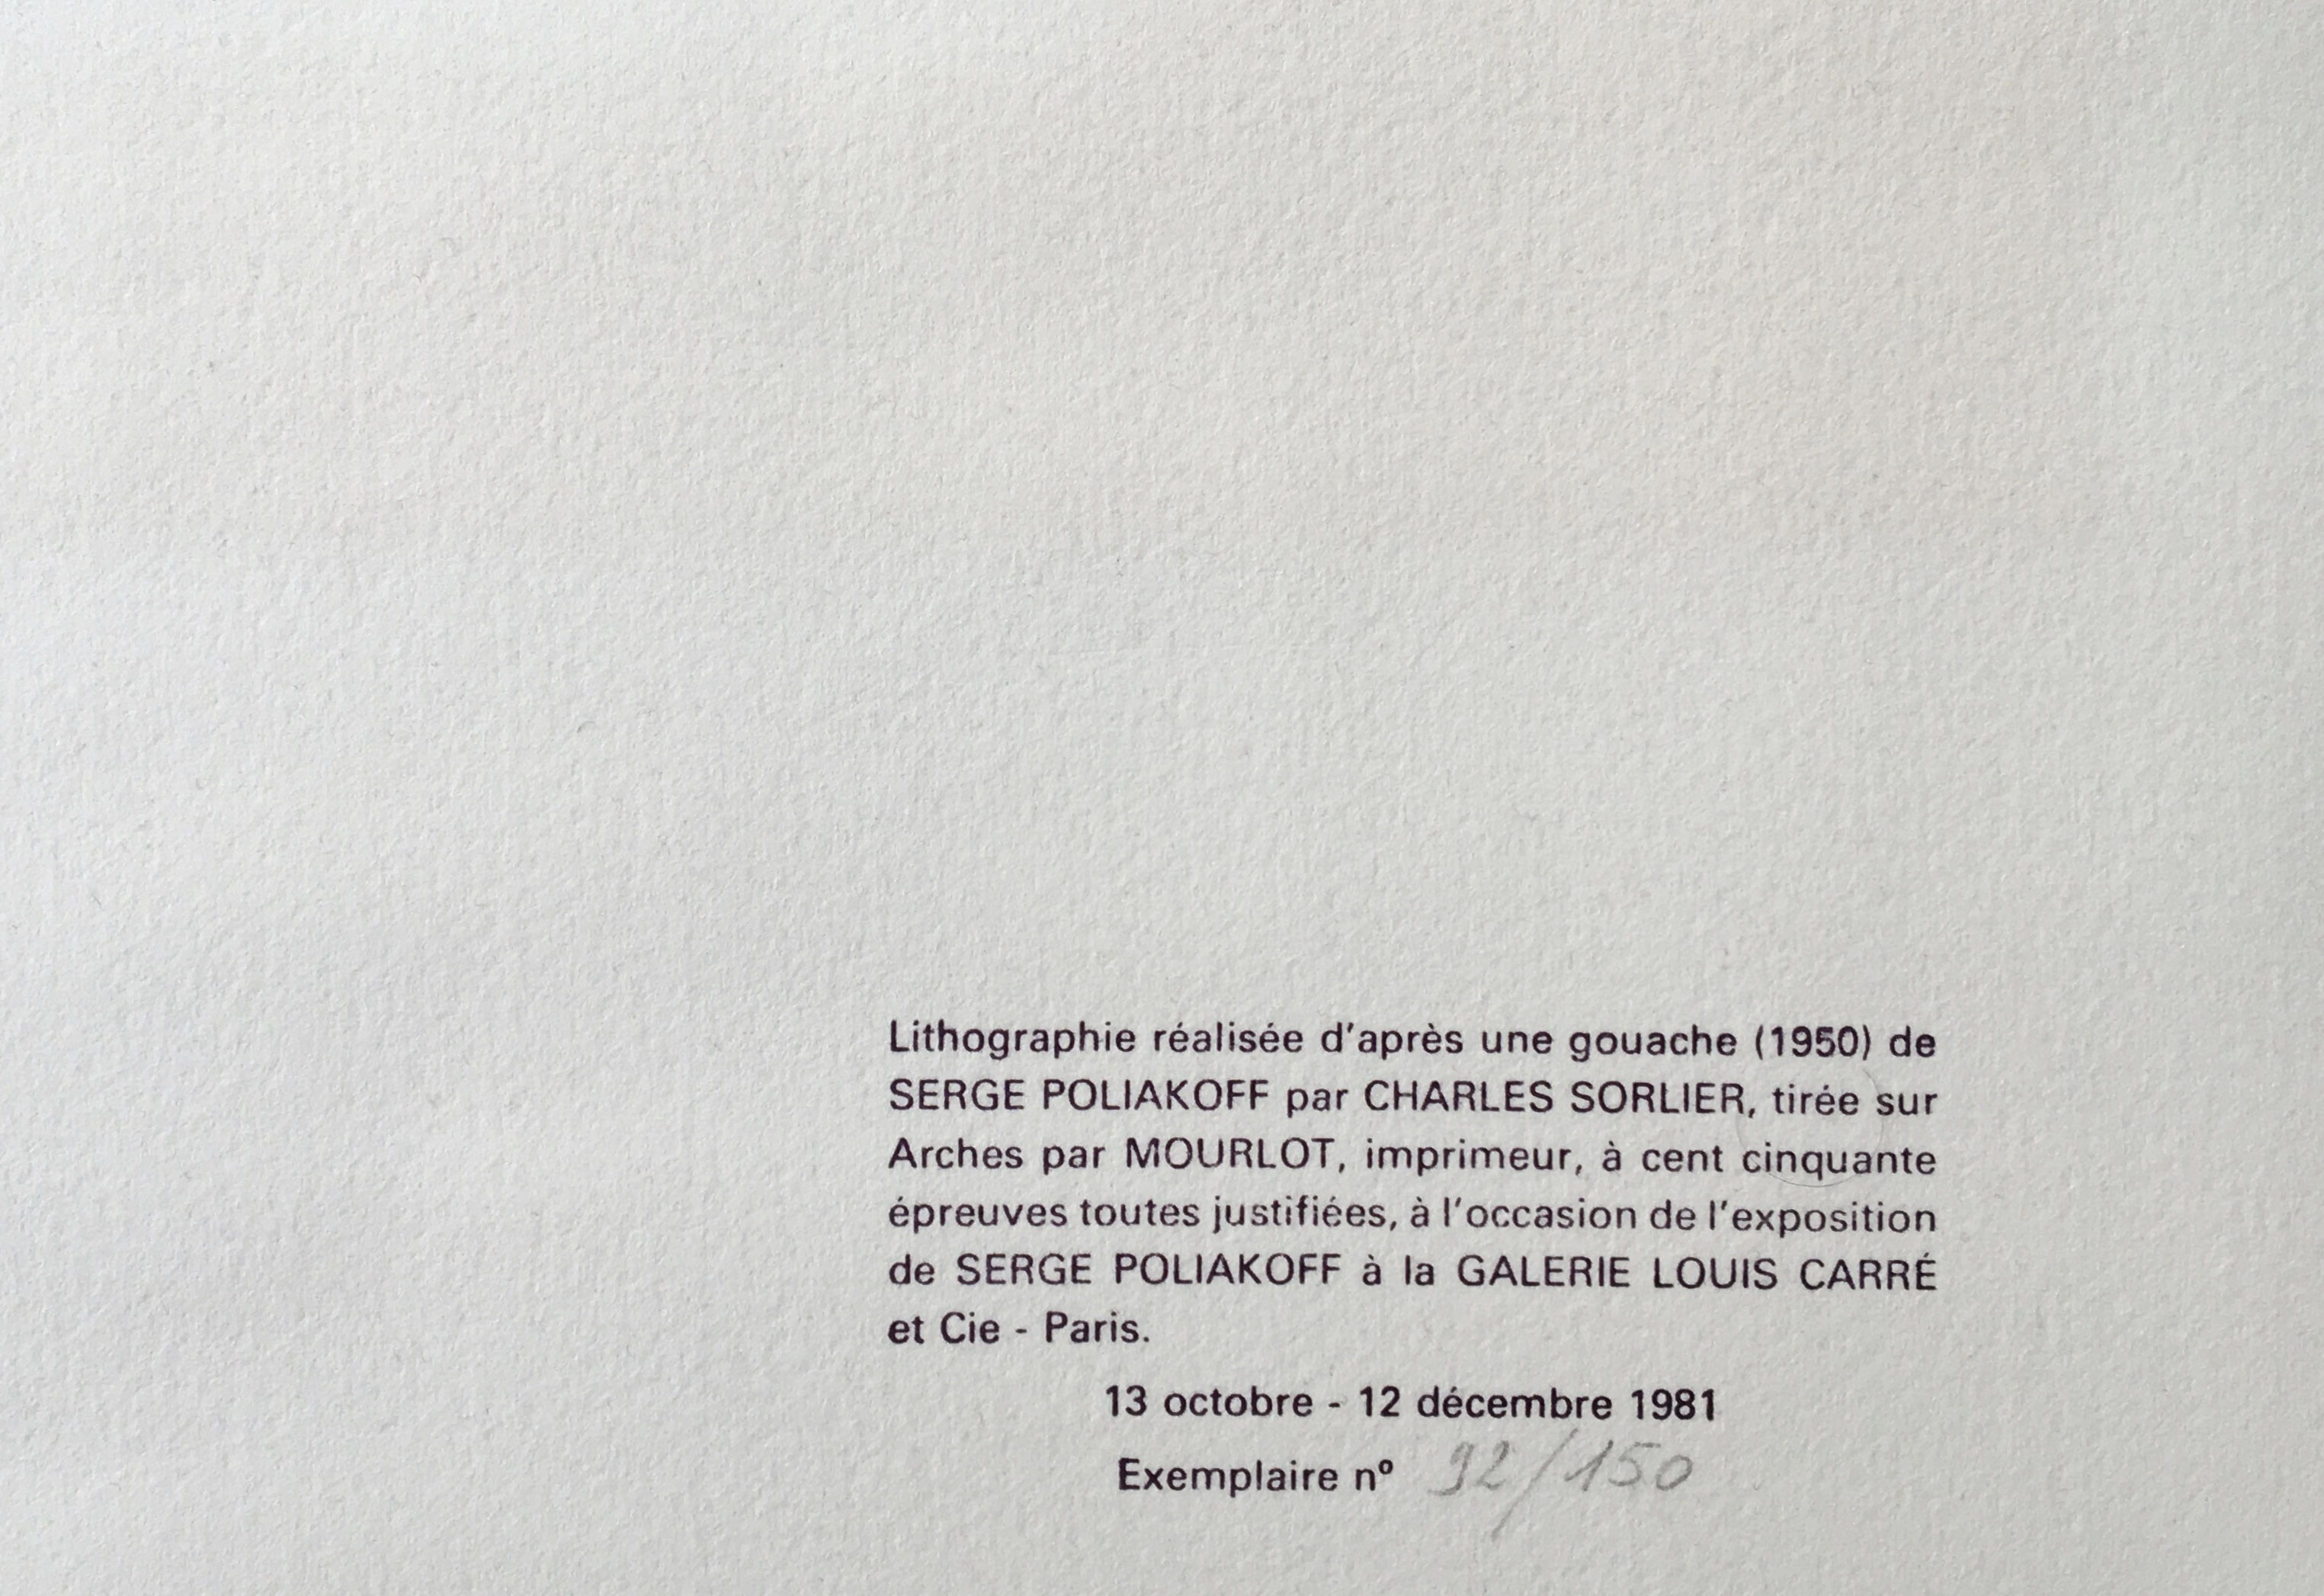 Lithographie réalisée d'après une gouache (1950) de
SERGE POLIAKOFF par CHARLES SORLIER, tirée sur
Arches par MOURLOT, imprimeur, à cent cinquante
épreuves toutes justifiées, à l'occasion de l'exposition
de SERGE POLIAKOFF à la GALERIE LOUIS CARRÉ
et Cie - Paris.
13 octobre - 12 décembre 1981
Exemplaire nº 92/150